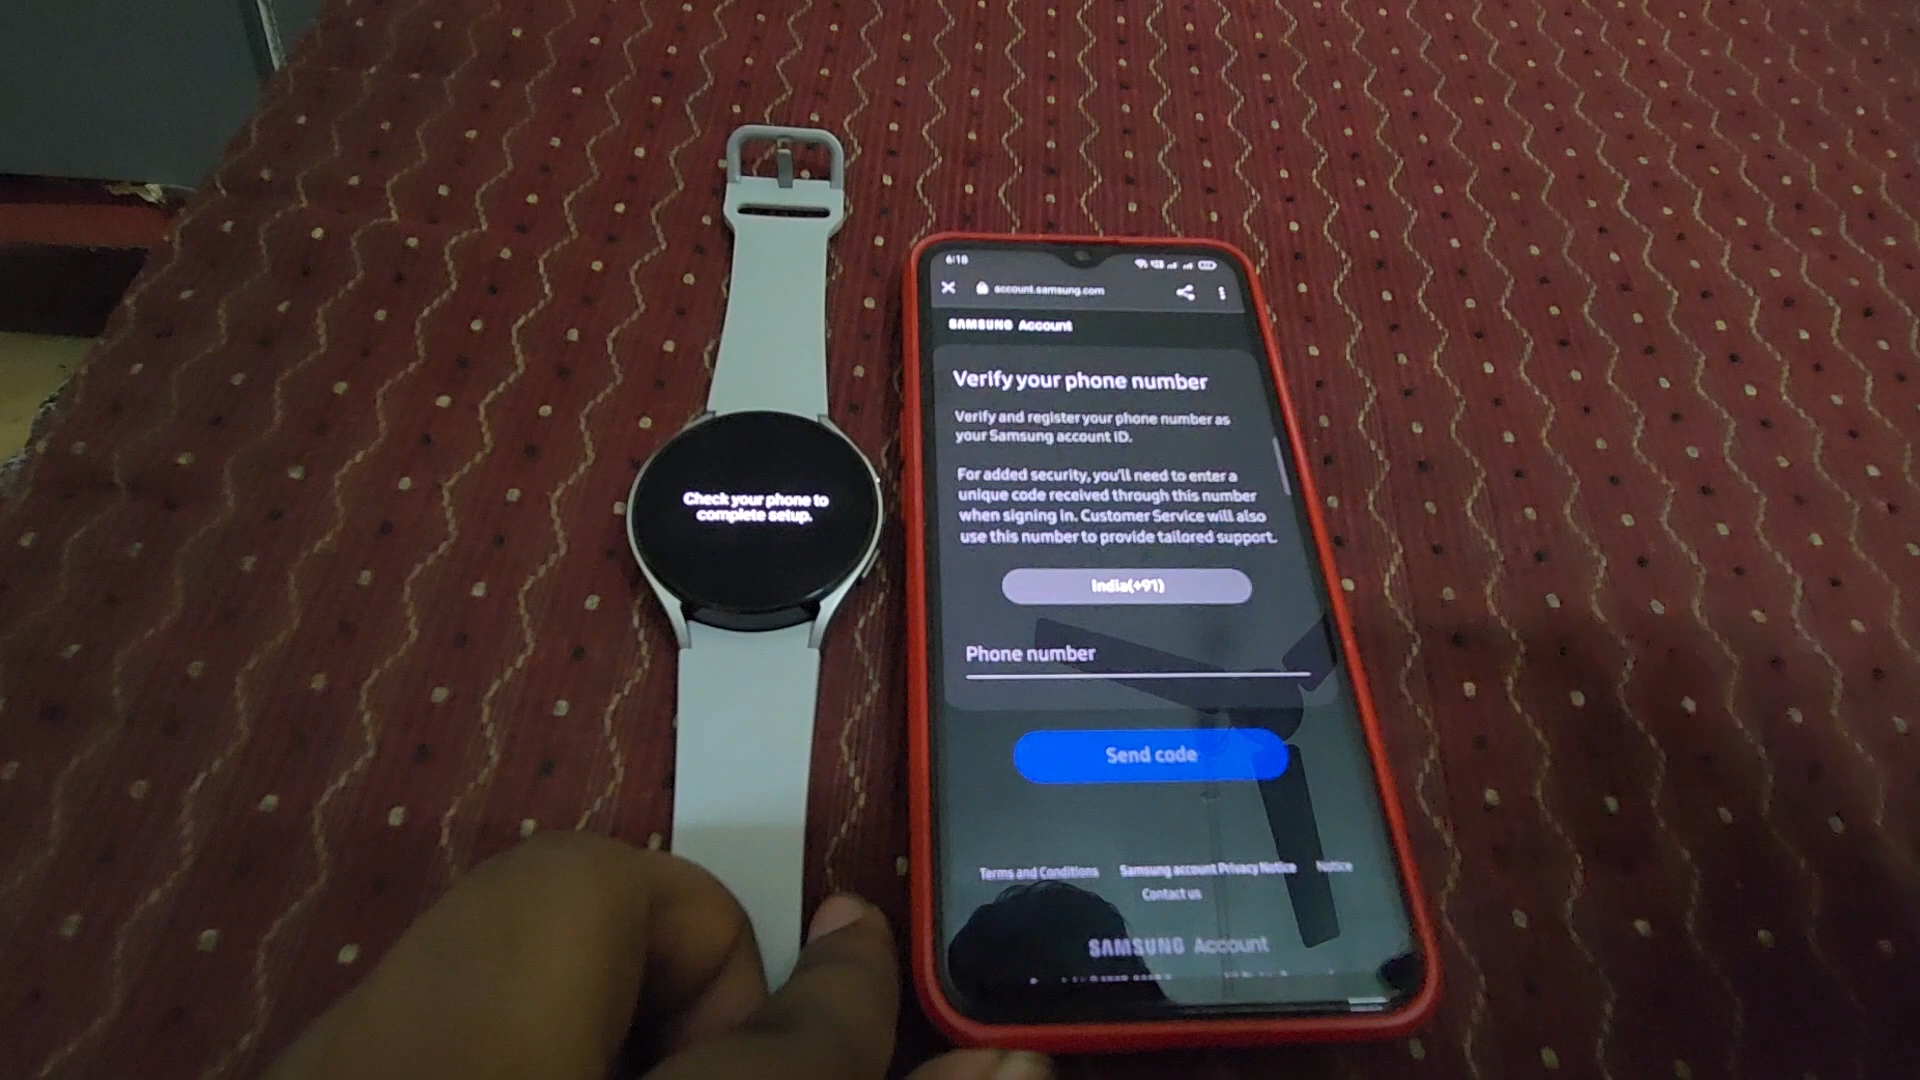 Check your phone to
complete setup.
6:18
account.samsung.com
SAMSUNG Account
Verify your phone number
Verify and register your phone number as
your Samsung account ID.
For added security, you'll need to enter a
unique code received through this number
when signing in. Customer Service will also
use this number to provide tailored support.
India(+91)
Phone number
Send code
Terms and Conditions Samsung account Privacy Notice Notice
Contact us
SAMSUNG Account